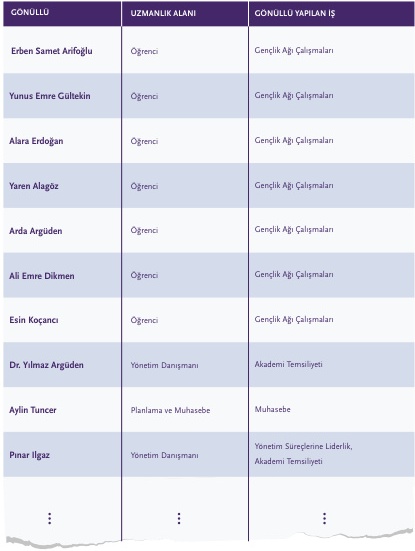 GÖNÜLLÜ UZMANLIK ALANI GÖNÜLLÜ YAPILAN İŞ
Erben Samet Arifoğlu Öğrenci Gençlik Ağı Çalışmaları
Yunus Emre Gültekin Öğrenci Gençlik Ağı Çalışmaları
Alara Erdoğan Öğrenci Gençlik Ağı Çalışmaları
Yaren Alagöz Öğrenci Gençlik Ağı Çalışmaları
Arda Argüden Öğrenci Gençlik Ağı Çalışmaları
Ali Emre Dikmen Öğrenci Gençlik Ağı Çalışmaları
Esin Koçancı Öğrenci Gençlik Ağı Çalışmaları
Dr. Yılmaz Argüden Yönetim Danışmanı Akademi Temsiliyeti
Aylin Tuncer Planlama ve Muhasebe Muhasebe
Pınar Ilgaz Yönetim Danışmanı Yönetim Süreçlerine Liderlik,
Akademi Temsiliyeti